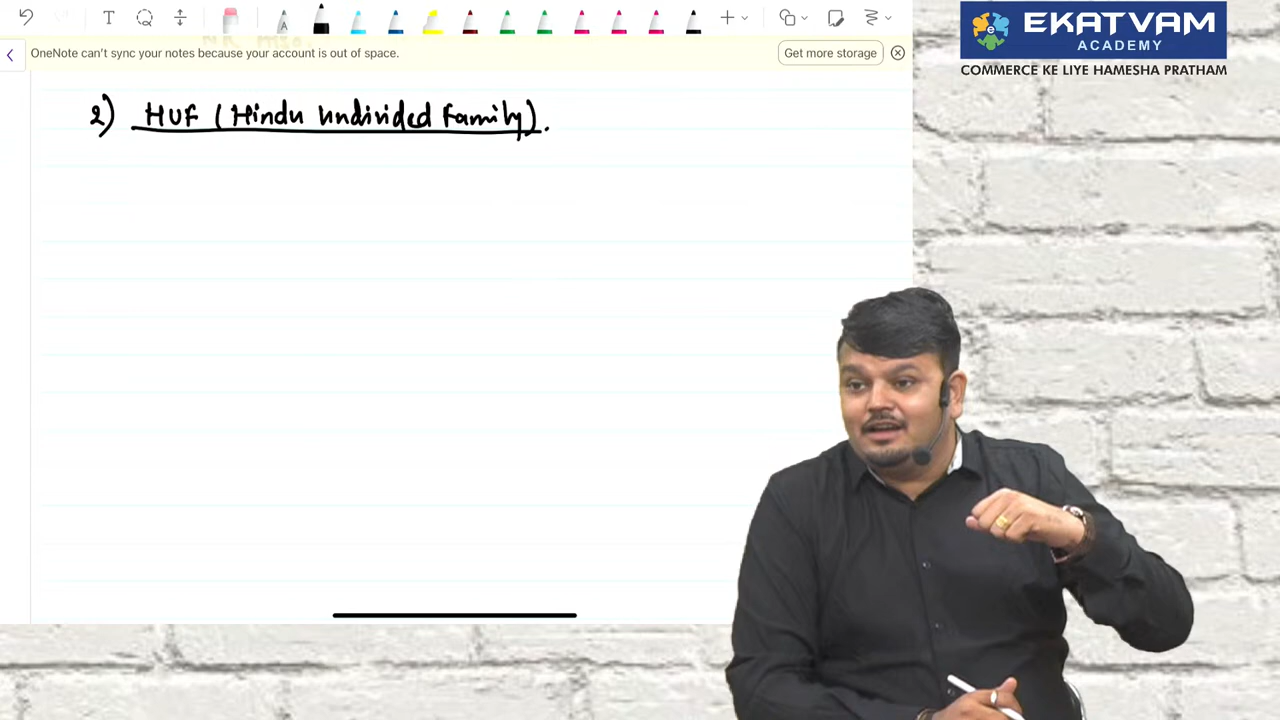 EKATVAM
ACADEMY
COMMERCE KE LIYE HAMESHA PRATHAM
OneNote can't sync your notes because your account is out of space.
Get more storage
2) HUF (Hindu Undivided Family).